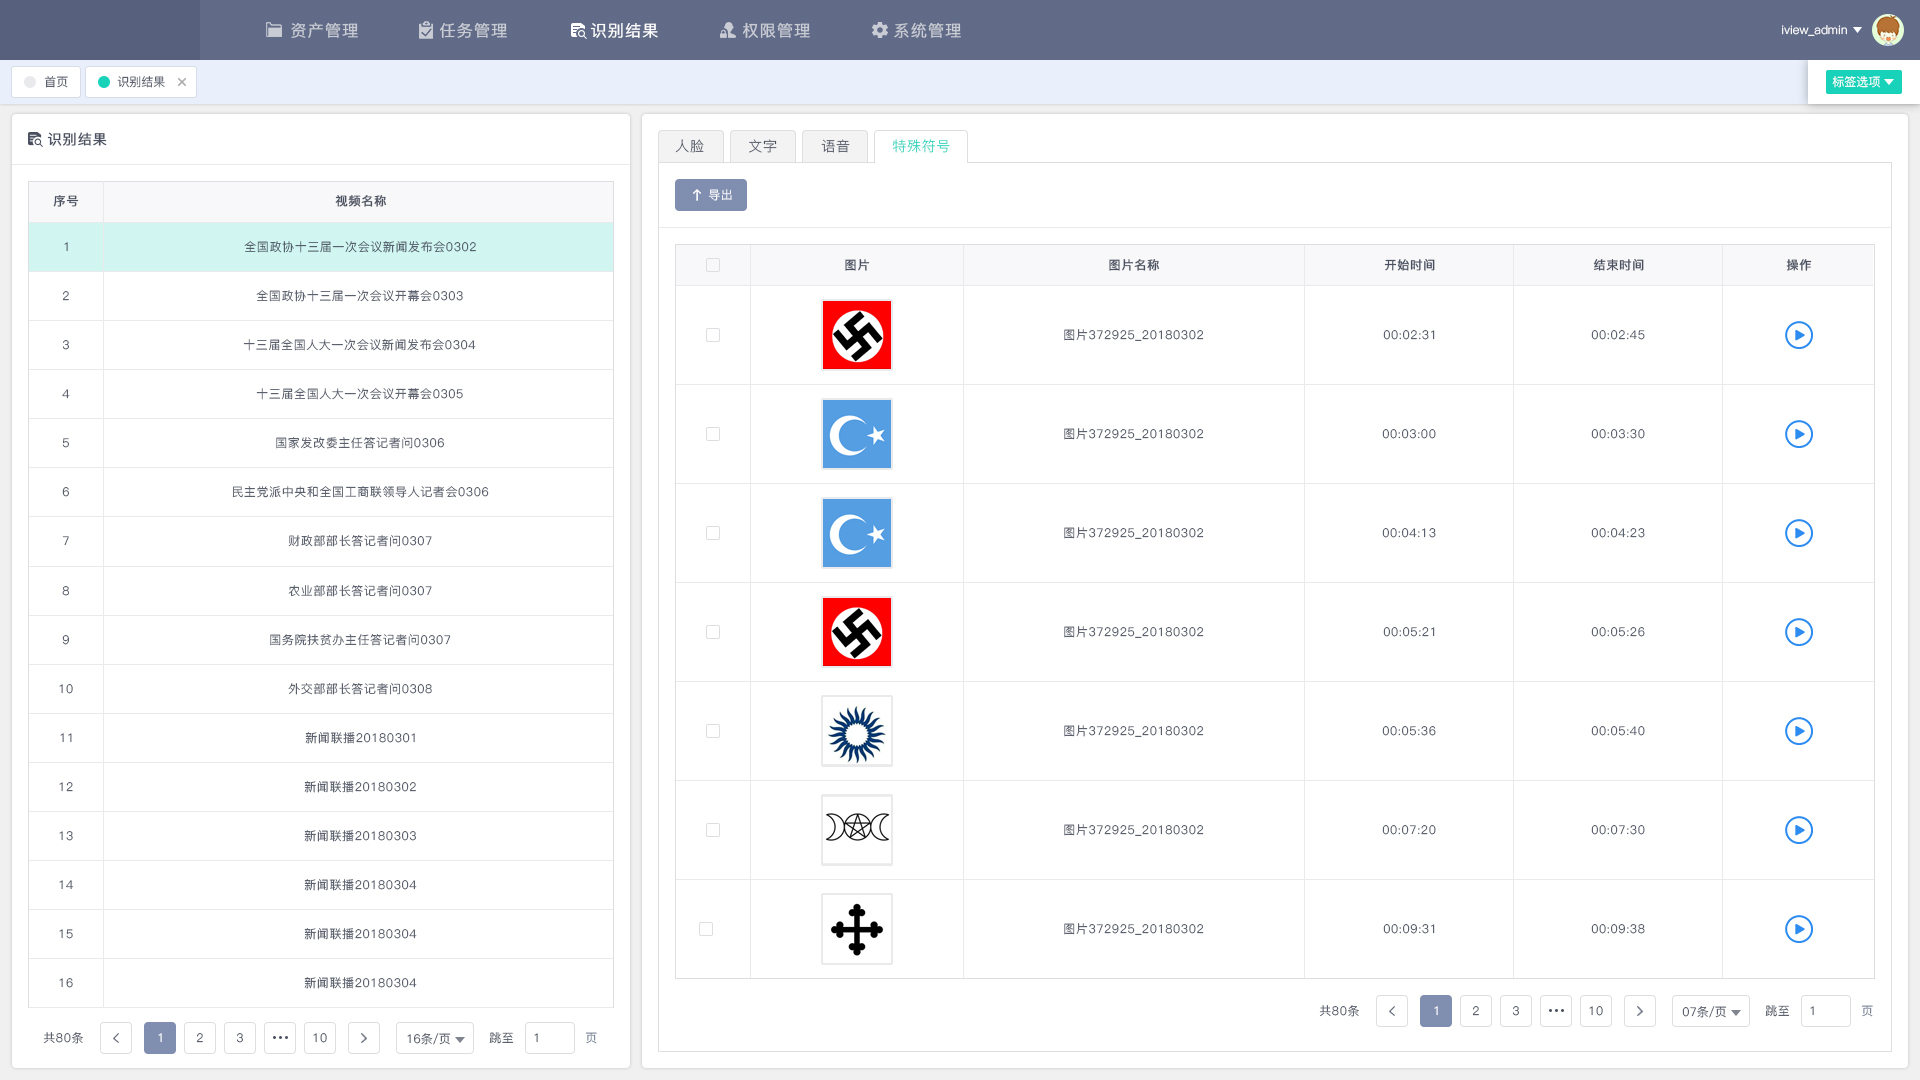 资产管理 任务管理 识别结果 权限管理 系统管理 iview_admin
首页 识别结果 标签选项
识别结果
序号 视频名称
1 全国政协十三届一次会议新闻发布会0302
2 全国政协十三届一次会议开幕会0303
3 十三届全国人大一次会议新闻发布会0304
4 十三届全国人大一次会议开幕会0305
5 国家发改委主任答记者问0306
6 民主党派中央和全国工商联领导人记者会0306
7 财政部部长答记者问0307
8 农业部部长答记者问0307
9 国务院扶贫办主任答记者问0307
10 外交部部长答记者问0308
11 新闻联播20180301
12 新闻联播20180302
13 新闻联播20180303
14 新闻联播20180304
15 新闻联播20180304
16 新闻联播20180304
共80条 1 2 3 ••• 10 16条/页 跳至 1 页
人脸 文字 语音 特殊符号
导出
图片 图片名称 开始时间 结束时间 操作
图片372925_20180302 00:02:31 00:02:45
图片372925_20180302 00:03:00 00:03:30
图片372925_20180302 00:04:13 00:04:23
图片372925_20180302 00:05:21 00:05:26
图片372925_20180302 00:05:36 00:05:40
图片372925_20180302 00:07:20 00:07:30
图片372925_20180302 00:09:31 00:09:38
共80条 1 2 3 ••• 10 07条/页 跳至 1 页